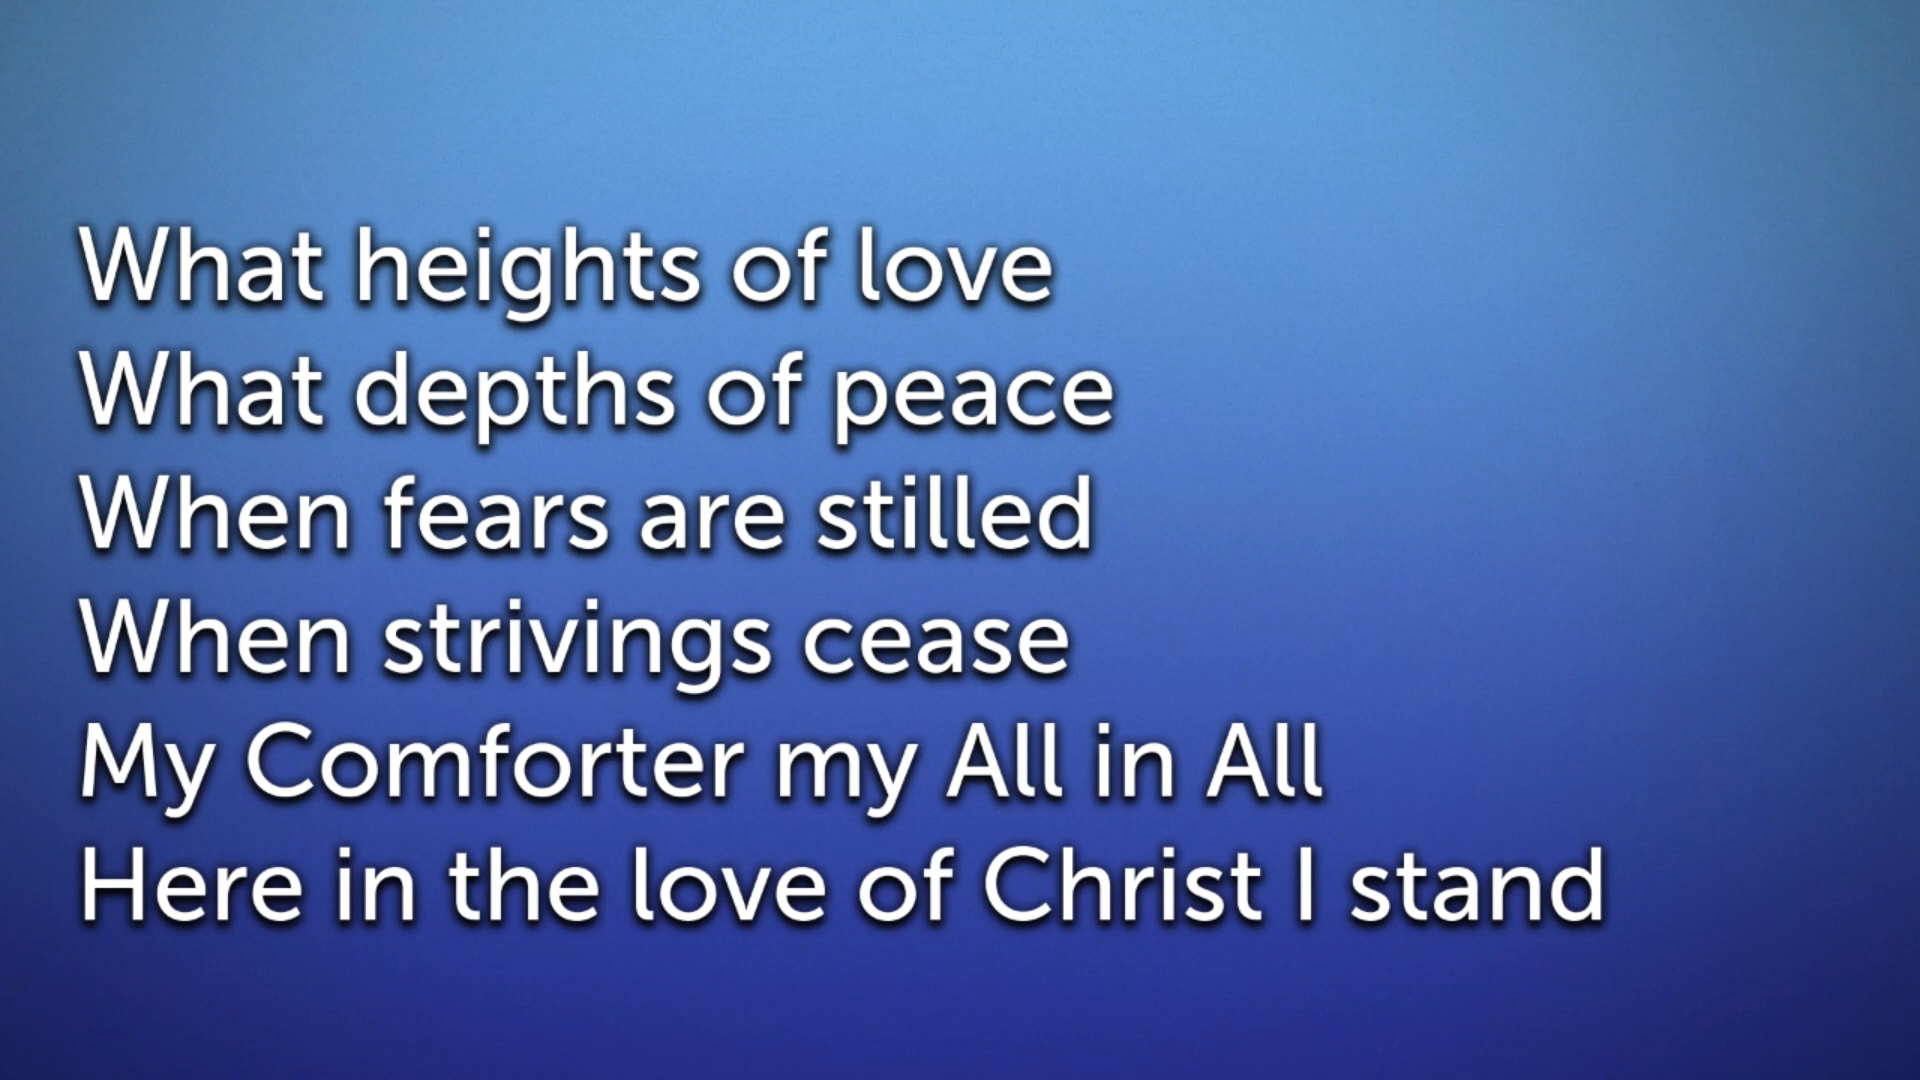 What heights of love
What depths of peace
When fears are stilled
When strivings cease
My Comforter my All in All
Here in the love of Christ I stand